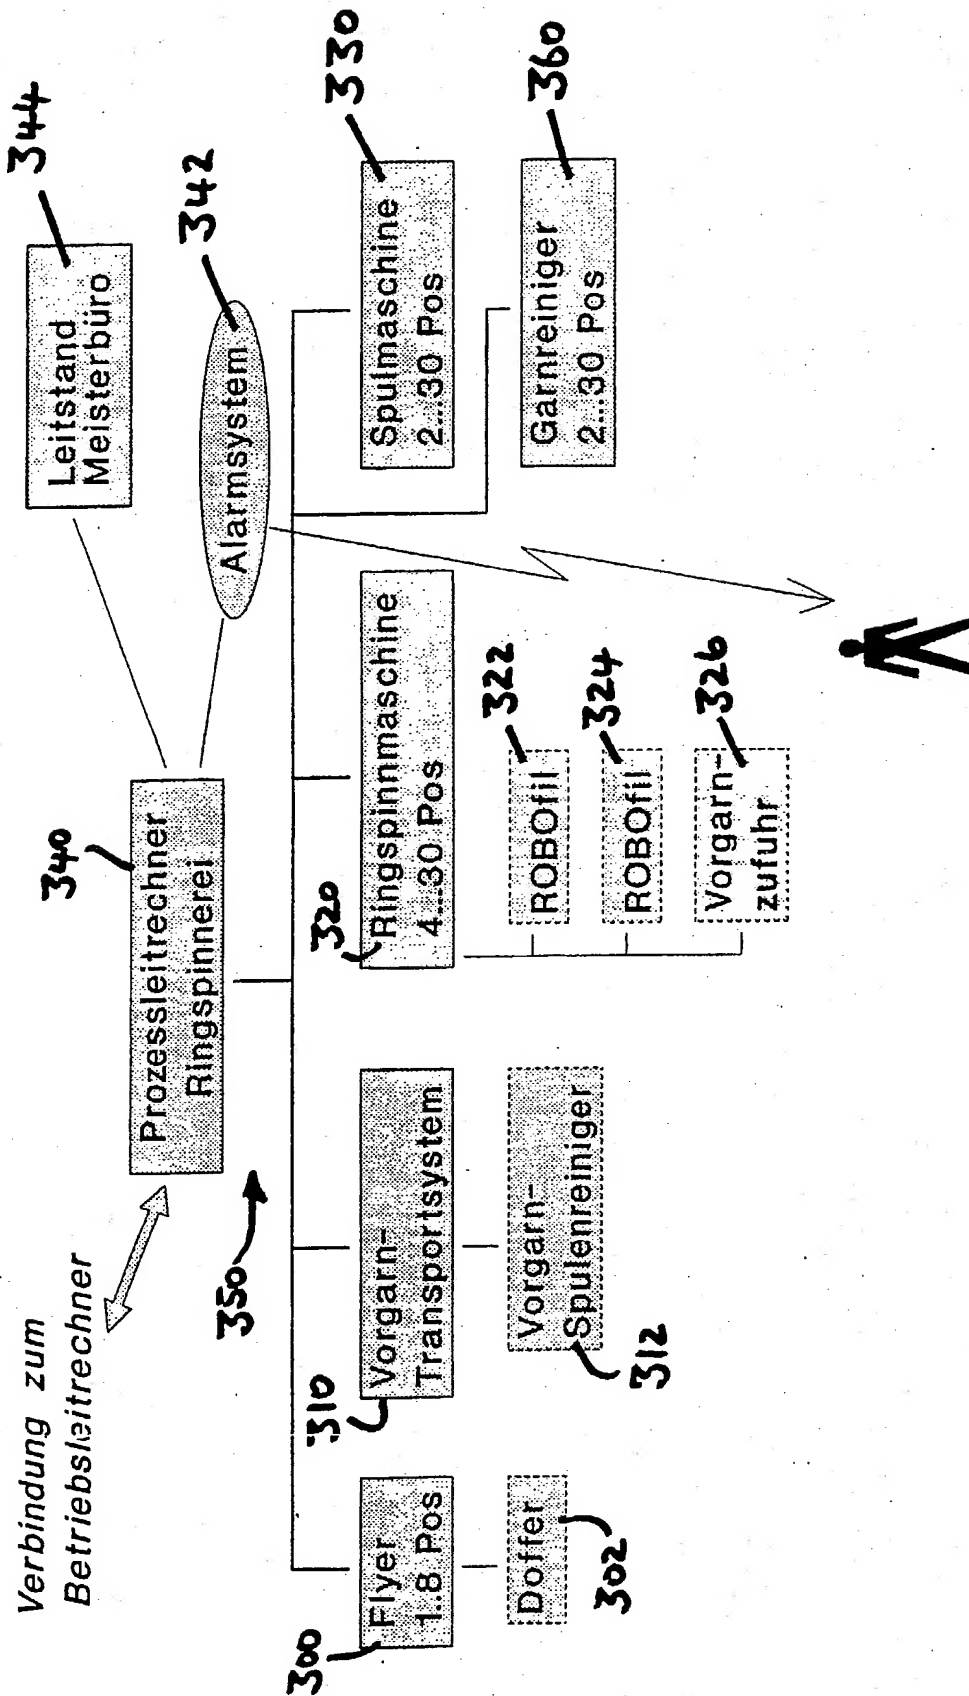 Verbindung zum
Betriebsleitrechner
344
Leitstand
Meisterbüro
340
Prozessleitrechner
Ringspinnerei
342
Alarmsystem
350
300
Flyer
1..8 Pos
310
Vorgarn-
Transportsystem
320
Ringspinnmaschine
4...30 Pos
330
Spulmaschine
2...30 Pos
302
Doffer
312
Vorgarn-
Spulenreiniger
322
ROBOfil
324
ROBOfil
326
Vorgarn-
zufuhr
360
Garnreiniger
2...30 Pos